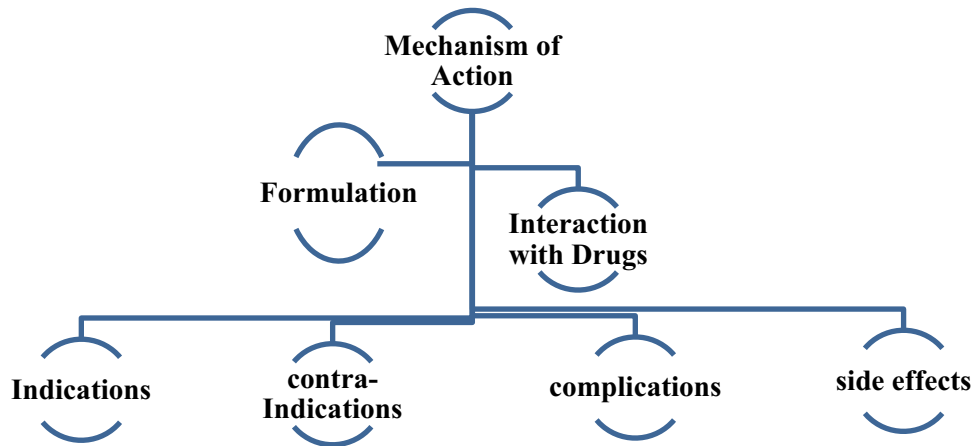 Mechanism of
Action
Formulation
Interaction
with Drugs
Indications
contra-
Indications
complications
side effects